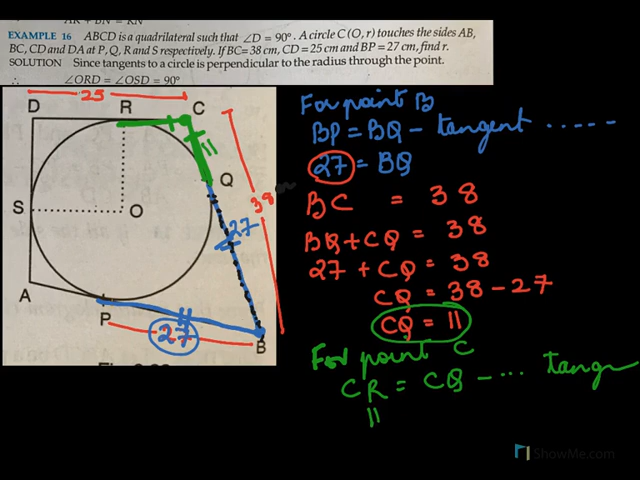 EXAMPLE 16 ABCD is a quadrilateral such that ∠D = 90°. A circle C (O, r) touches the sides AB,
BC, CD and DA at P, Q, R and S respectively. If BC= 38 cm, CD = 25 cm and BP = 27 cm, find r.
SOLUTION Since tangents to a circle is perpendicular to the radius through the point.
∴ ∠ORD = ∠OSD = 90°
25
D R C
11
Q
38
S O
27
A
P
27
B
For point B
BP = BQ - tangent .....
27 = BQ
BC = 38
BQ + CQ = 38
27 + CQ = 38
CQ = 38 - 27
CQ = 11
For point C
CR = CQ - ... tang
11
ShowMe.com